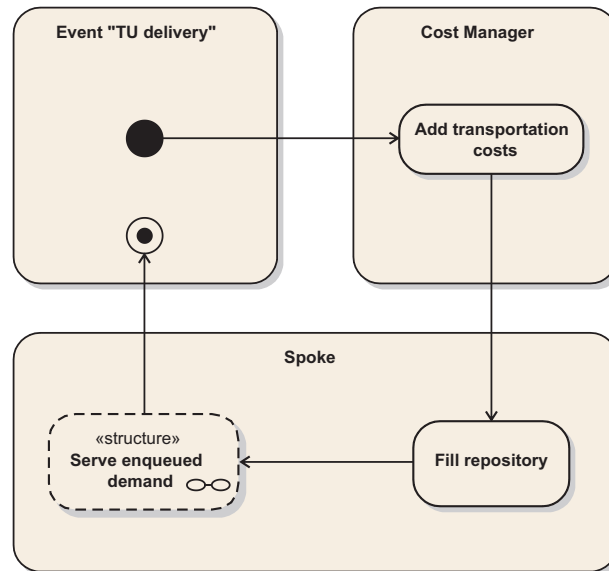 Event "TU delivery"
Cost Manager
Add transportation
costs
Spoke
«structure»
Serve enqueued
demand
Fill repository